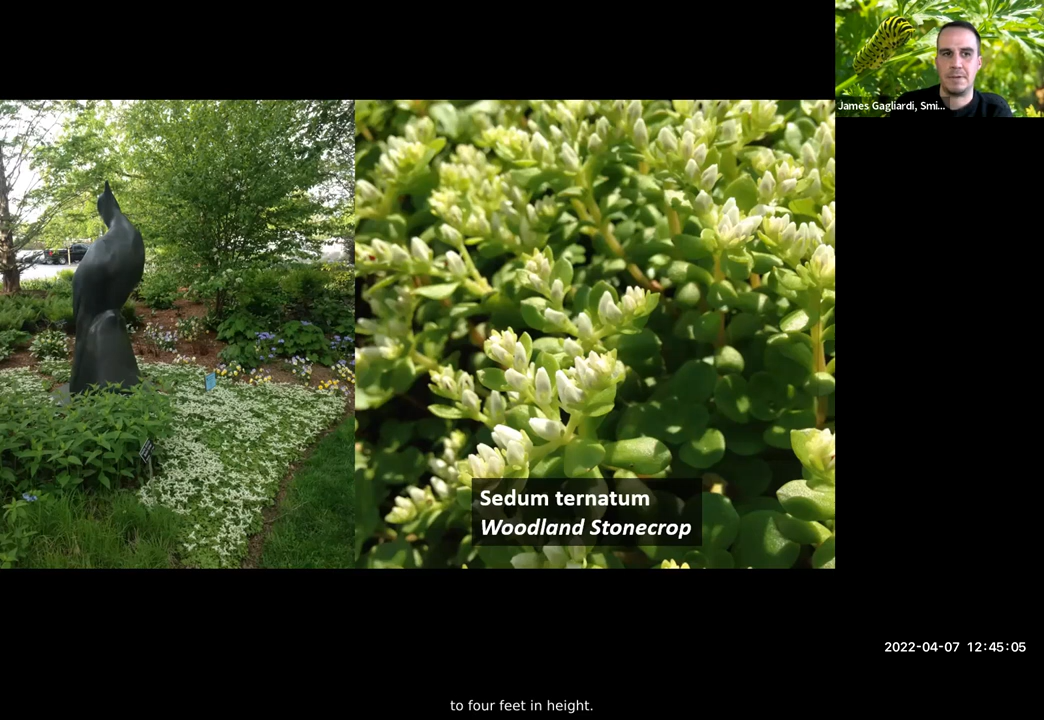 James Gagliardi, Smi...
Sedum ternatum
Woodland Stonecrop
2022-04-07 12:45:05
to four feet in height.